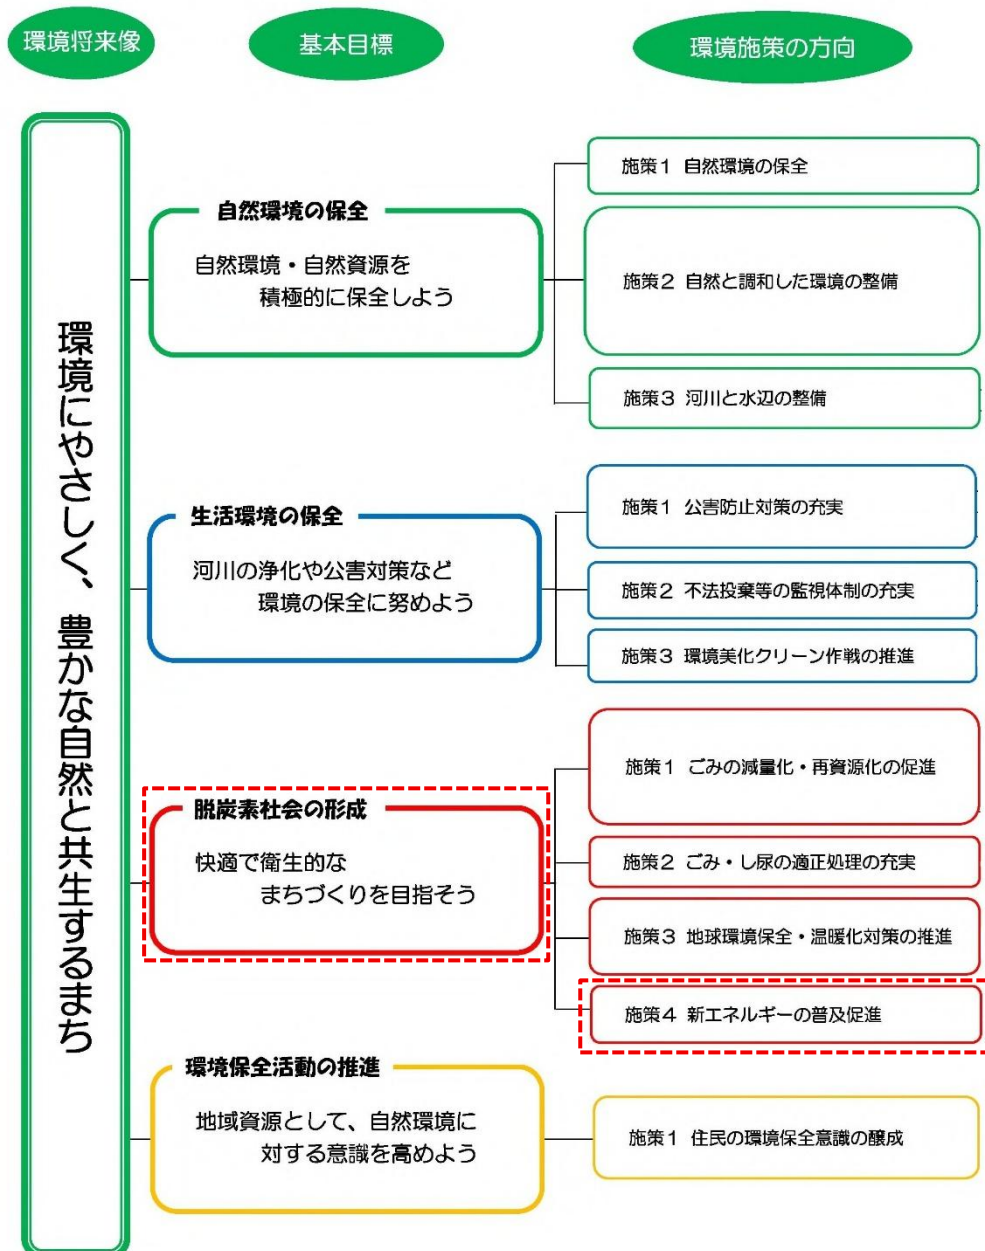 環境将来像
基本目標
環境施策の方向
環境にやさしく、豊かな自然と共生するまち
自然環境の保全
自然環境・自然資源を
積極的に保全しよう
施策1 自然環境の保全
施策2 自然と調和した環境の整備
施策3 河川と水辺の整備
生活環境の保全
河川の浄化や公害対策など
環境の保全に努めよう
施策1 公害防止対策の充実
施策2 不法投棄等の監視体制の充実
施策3 環境美化クリーン作戦の推進
脱炭素社会の形成
快適で衛生的な
まちづくりを目指そう
施策1 ごみの減量化・再資源化の促進
施策2 ごみ・し尿の適正処理の充実
施策3 地球環境保全・温暖化対策の推進
施策4 新エネルギーの普及促進
環境保全活動の推進
地域資源として、自然環境に
対する意識を高めよう
施策1 住民の環境保全意識の醸成